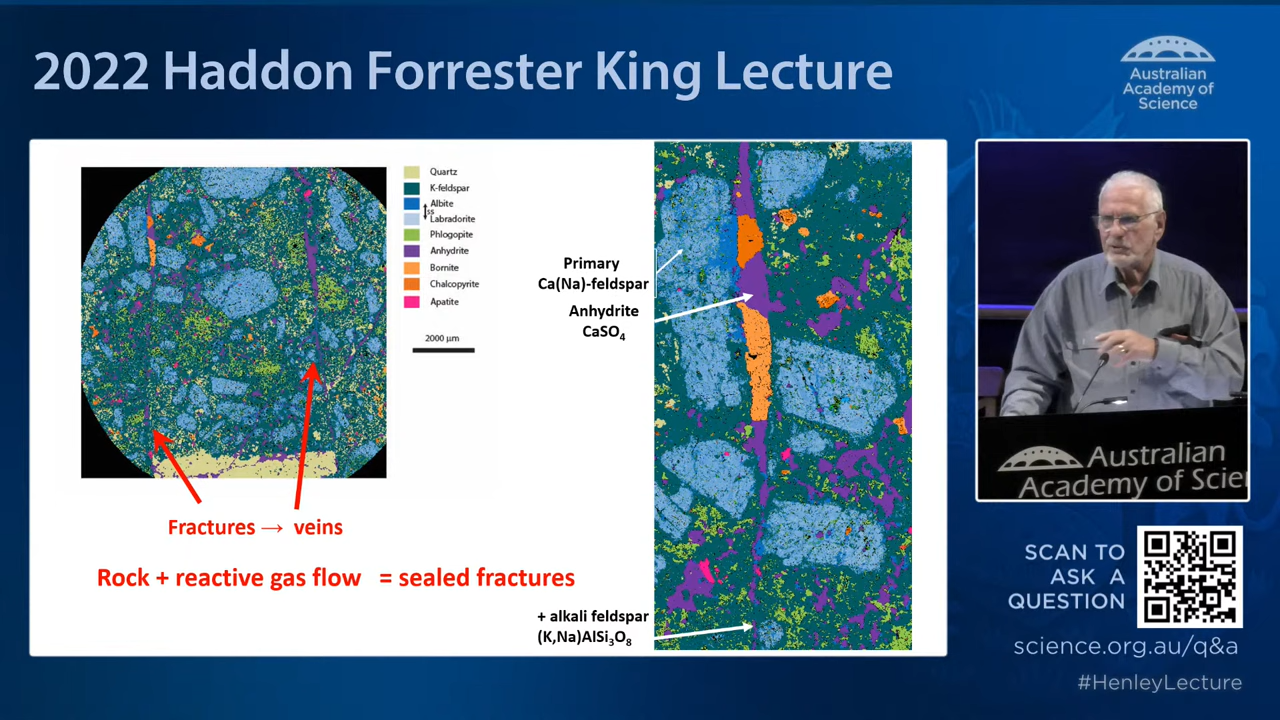 2022 Haddon Forrester King Lecture
Australian
Academy of
Science
Quartz
K-feldspar
Albite
ss
Labradorite
Phlogopite
Anhydrite
Bornite
Chalcopyrite
Apatite
2000 µm
Fractures → veins
Rock + reactive gas flow = sealed fractures
Primary
Ca(Na)-feldspar
Anhydrite
CaSO₄
+ alkali feldspar
(K,Na)AlSi₃O₈
Australian
Academy of Scie
SCAN TO
ASK A
QUESTION
science.org.au/q&a
#HenleyLecture